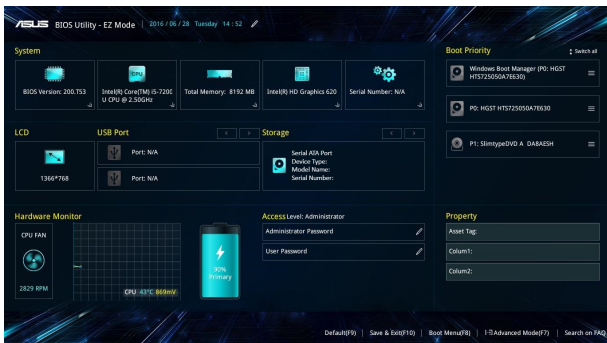 ASUS BIOS Utility - EZ Mode | 2016 / 06 / 28 Tuesday 14 : 52
System
BIOS Version: 200.T53
CPU
Intel(R) Core(TM) i5-7200
U CPU @ 2.50GHz
Total Memory: 8192 MB
Intel(R) HD Graphics 620
Serial Number: N/A
Boot Priority
Switch all
Windows Boot Manager (P0: HGST
HTS725050A7E630)
P0: HGST HTS725050A7E630
P1: SlimtypeDVD A DA8AESH
LCD
1366*768
USB Port
Port: N/A
Port: N/A
Storage
Serial ATA Port
Device Type:
Model Name:
Serial Number:
Hardware Monitor
CPU FAN
2829 RPM
CPU 43°C 869mV
90%
Primary
Access Level: Administrator
Administrator Password
User Password
Property
Asset Tag:
Colum1:
Colum2:
Default(F9) | Save & Exit(F10) | Boot Menu(F8) | Advanced Mode(F7) | Search on FAQ